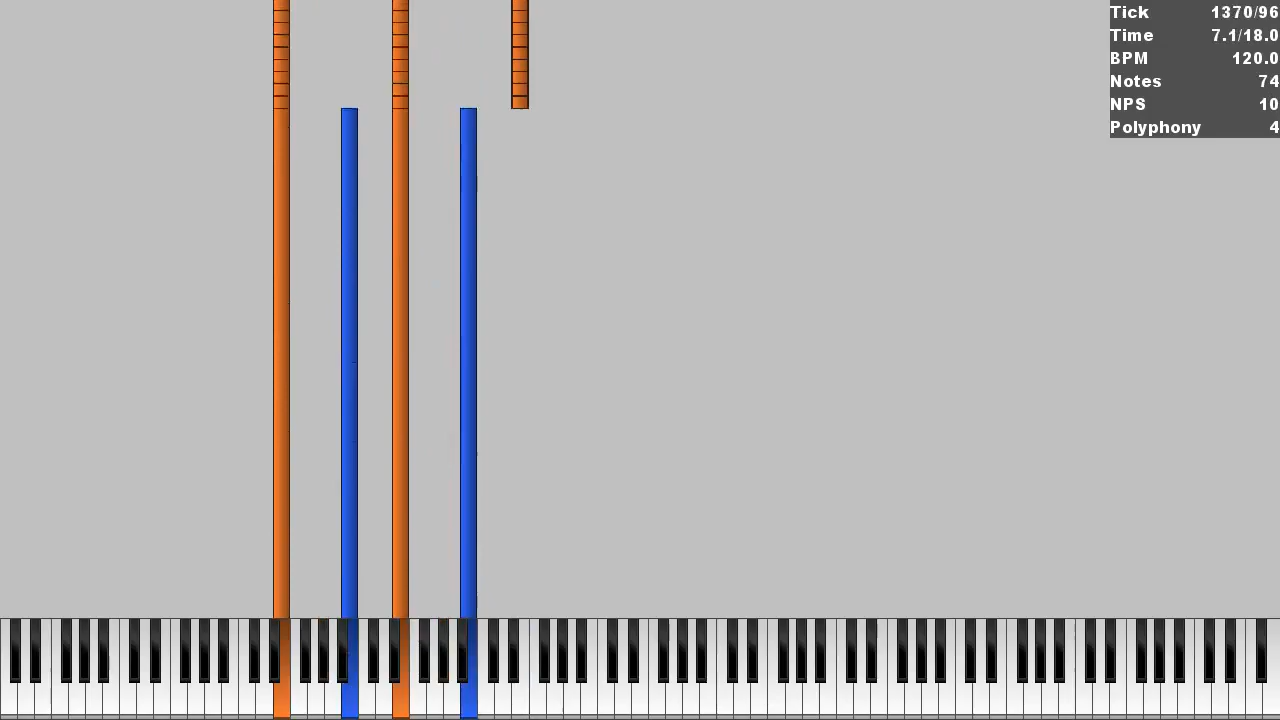 Tick 1370/96
Time 7.1/18.0
BPM 120.0
Notes 74
NPS 10
Polyphony 4